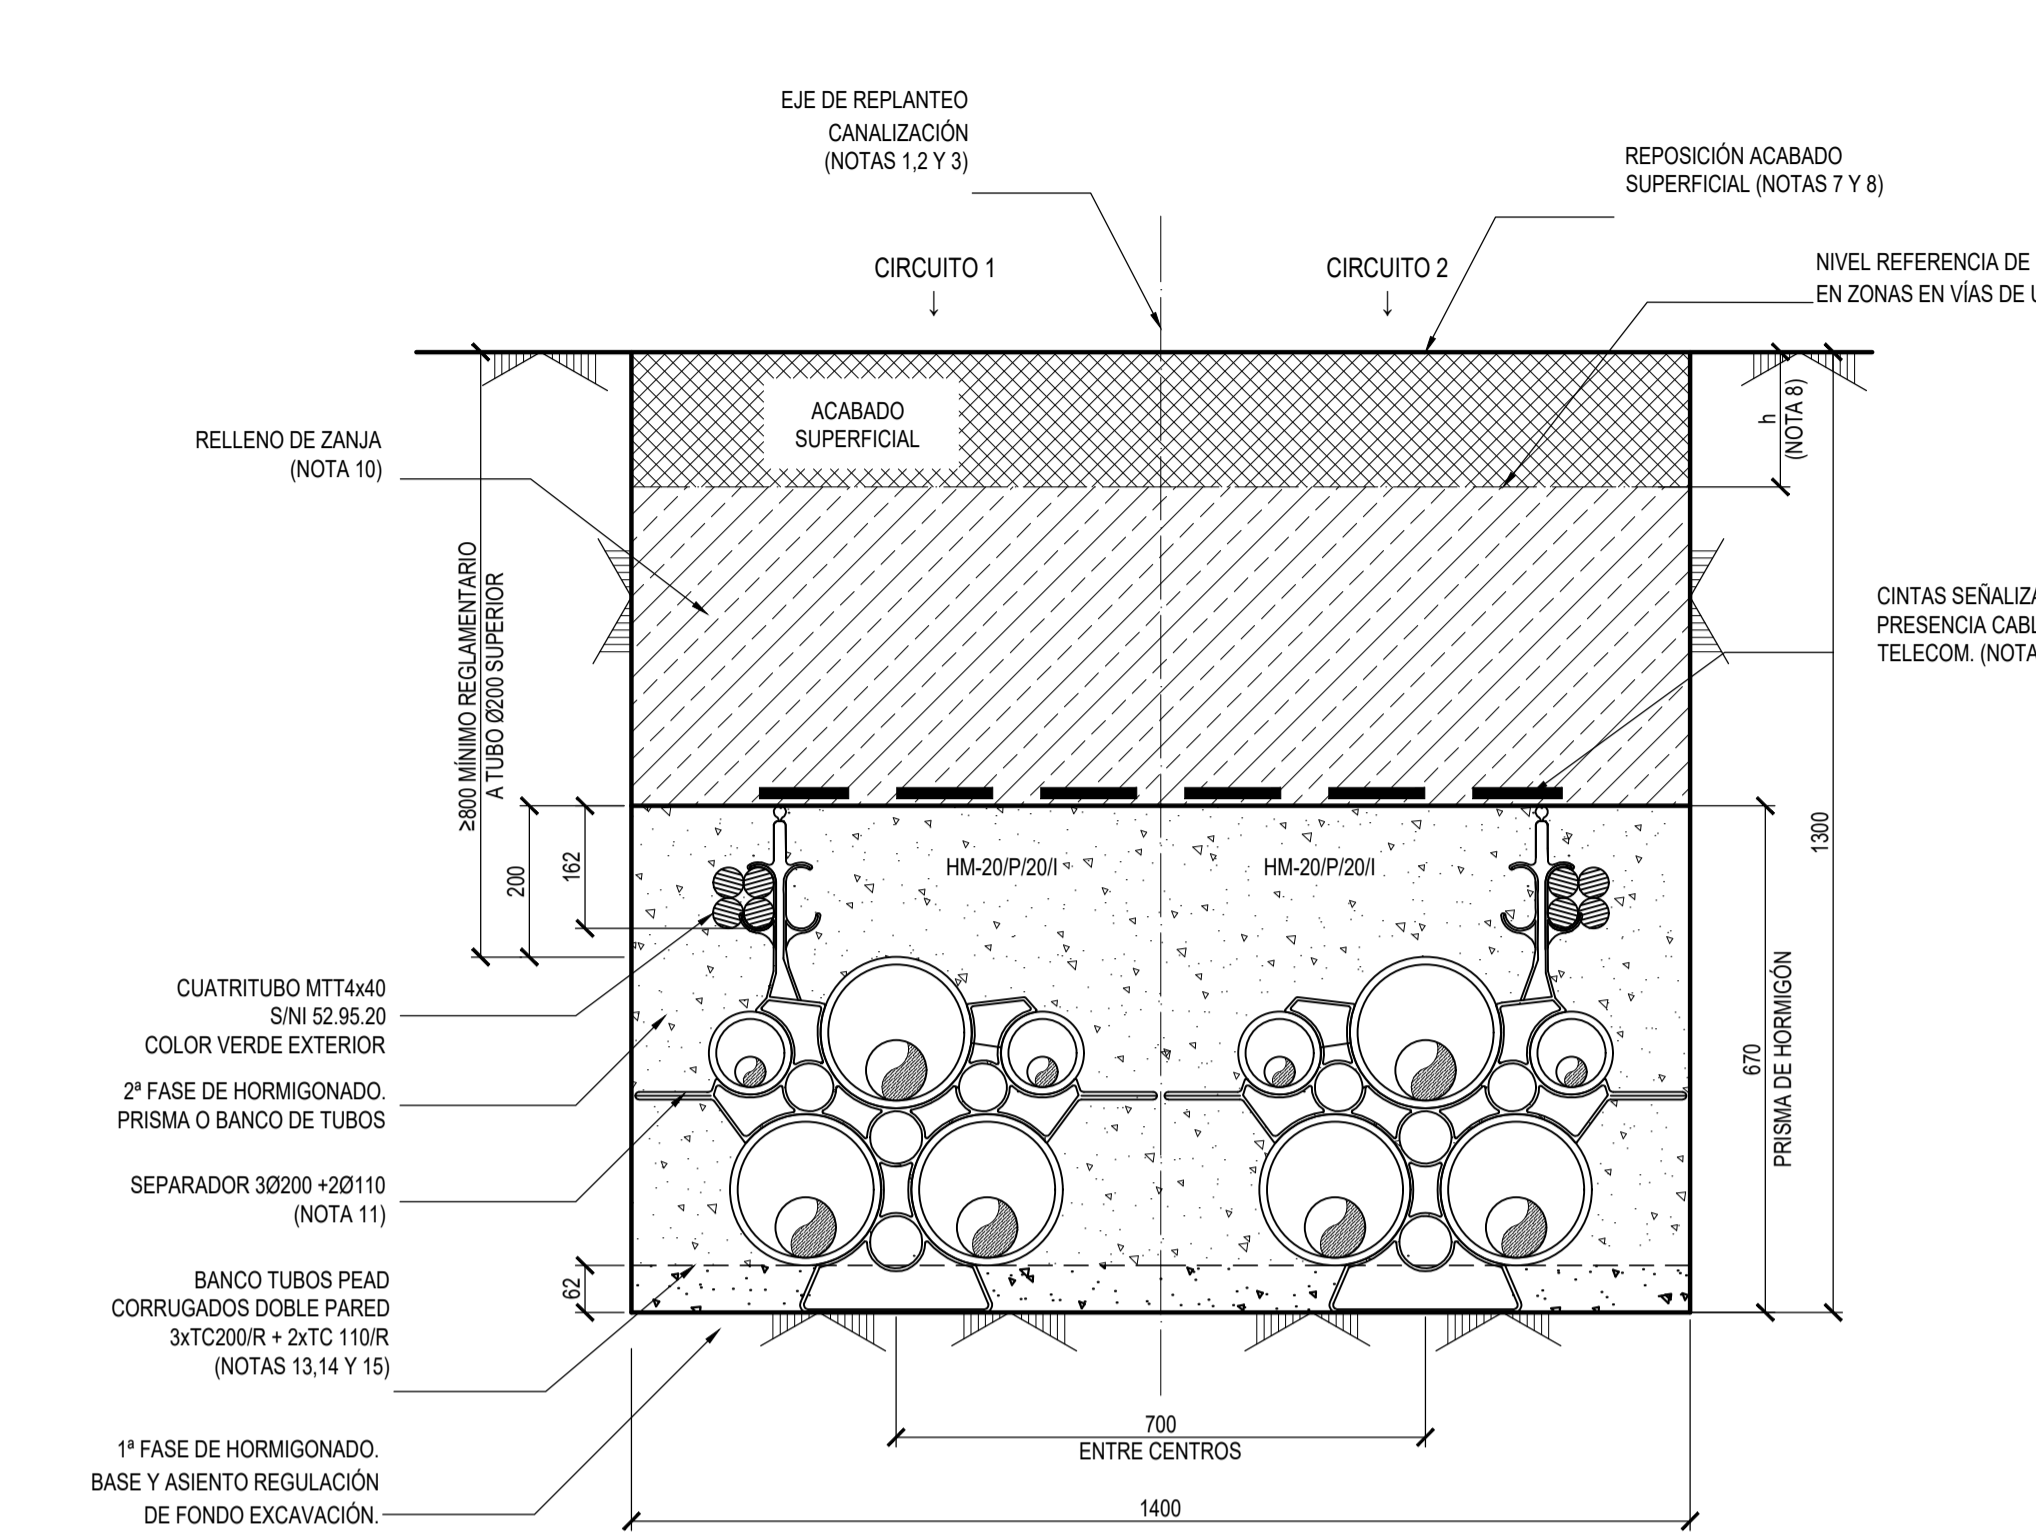 EJE DE REPLANTEO
CANALIZACIÓN
(NOTAS 1,2 Y 3)
REPOSICIÓN ACABADO
SUPERFICIAL (NOTAS 7 Y 8)
CIRCUITO 1
↓
CIRCUITO 2
↓
NIVEL REFERENCIA DE
EN ZONAS EN VÍAS DE
ACABADO
SUPERFICIAL
h
(NOTA 8)
RELLENO DE ZANJA
(NOTA 10)
≥800 MÍNIMO REGLAMENTARIO
A TUBO Ø200 SUPERIOR
CINTAS SEÑALIZA
PRESENCIA CABL
TELECOM. (NOTA
200
162
HM-20/P/20/I
HM-20/P/20/I
1300
670
PRISMA DE HORMIGÓN
CUATRITUBO MTT4x40
S/NI 52.95.20
COLOR VERDE EXTERIOR
2ª FASE DE HORMIGONADO.
PRISMA O BANCO DE TUBOS
SEPARADOR 3Ø200 +2Ø110
(NOTA 11)
BANCO TUBOS PEAD
CORRUGADOS DOBLE PARED
3xTC200/R + 2xTC 110/R
(NOTAS 13,14 Y 15)
62
1ª FASE DE HORMIGONADO.
BASE Y ASIENTO REGULACIÓN
DE FONDO EXCAVACIÓN.
700
ENTRE CENTROS
1400